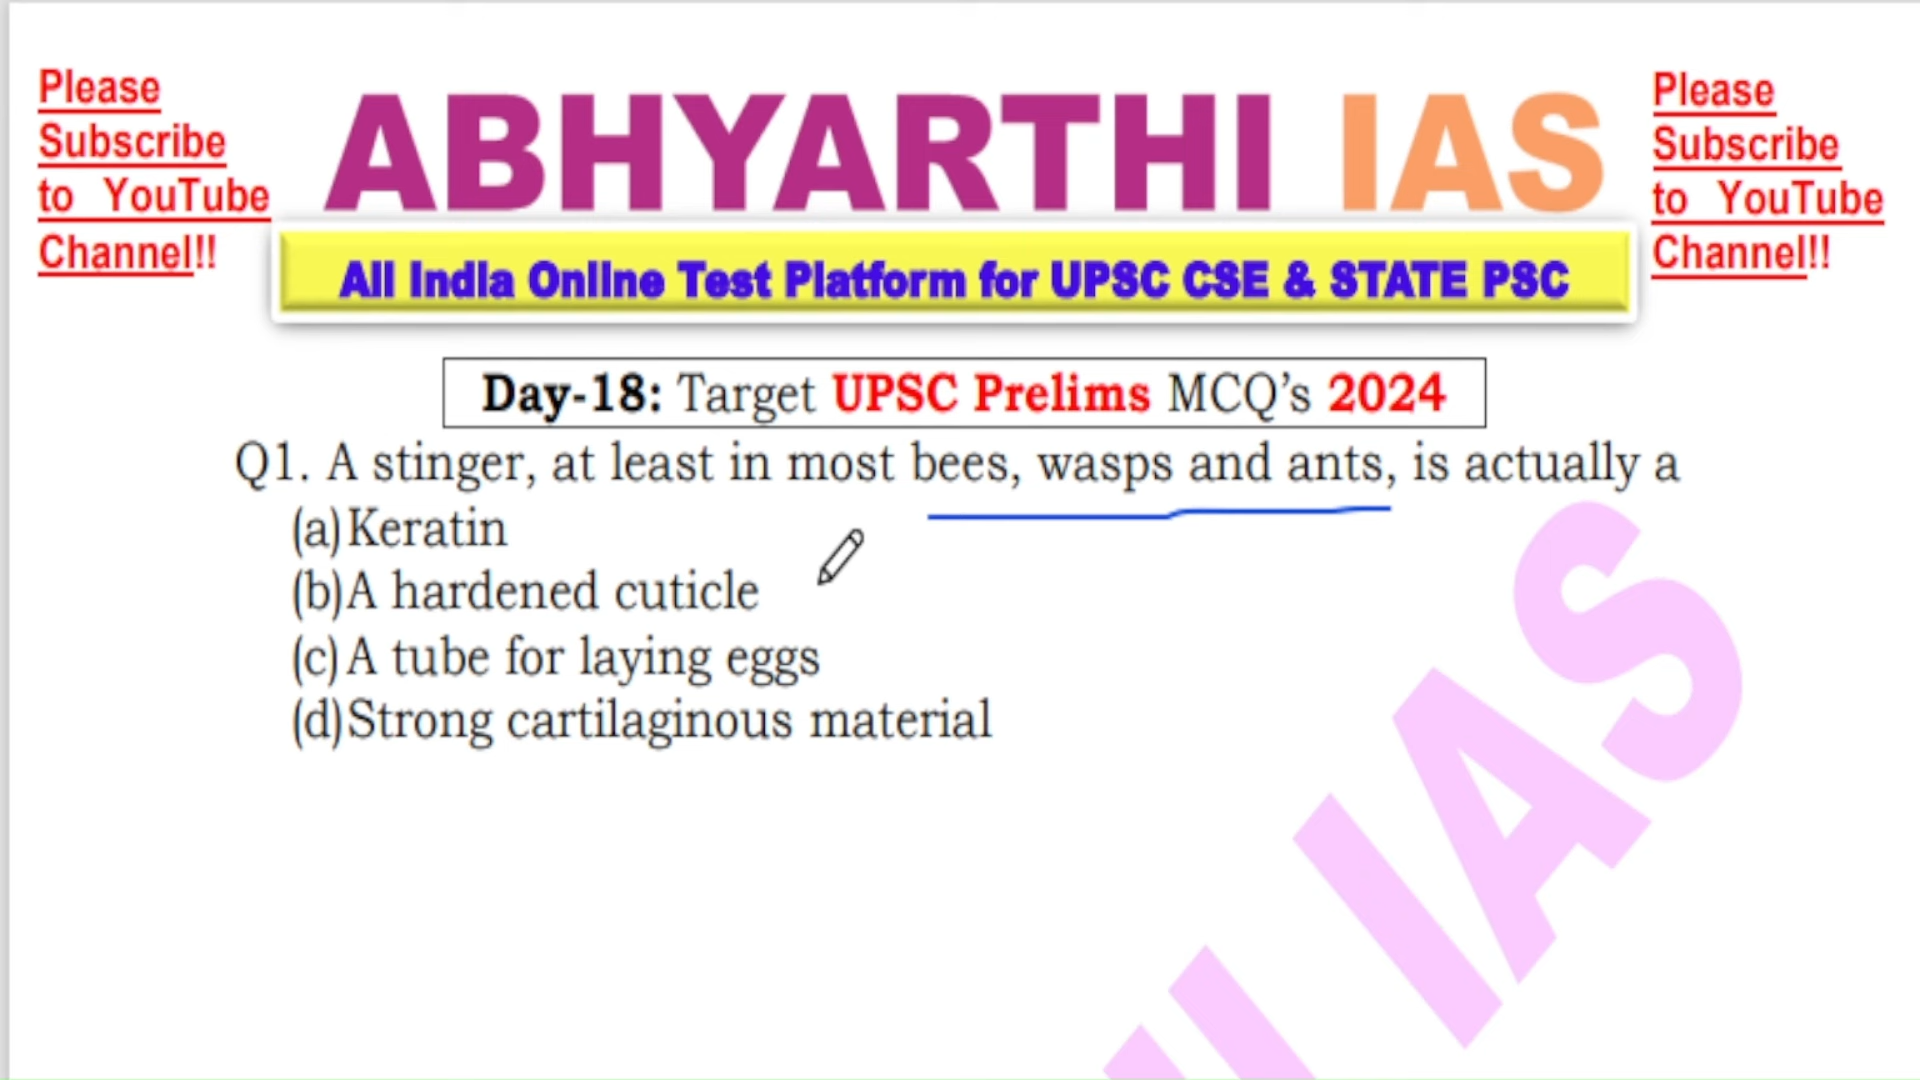 Please
Subscribe
to YouTube
Channel!!
ABHYARTHI IAS
Please
Subscribe
to YouTube
Channel!!
All India Online Test Platform for UPSC CSE & STATE PSC
Day-18: Target UPSC Prelims MCQ’s 2024
Q1. A stinger, at least in most bees, wasps and ants, is actually a
(a) Keratin
(b) A hardened cuticle
(c) A tube for laying eggs
(d) Strong cartilaginous material
I IAS